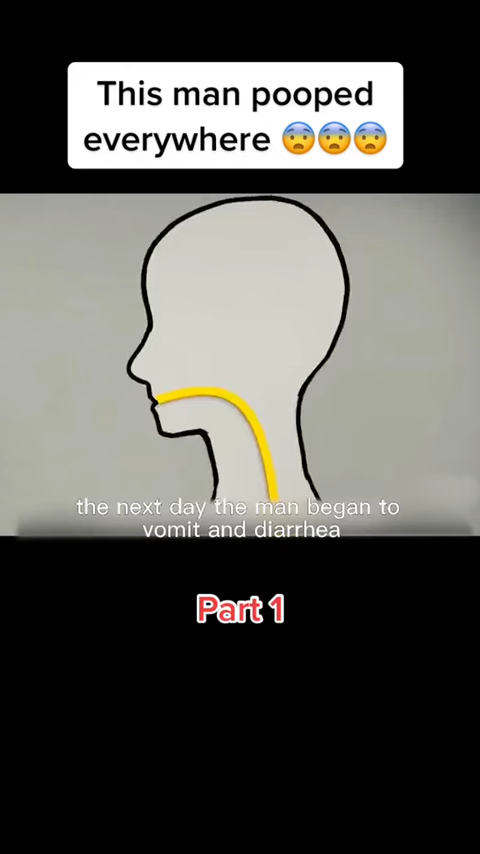 This man pooped
everywhere 😨😨😨
the next day the man began to
vomit and diarrhea
Part 1